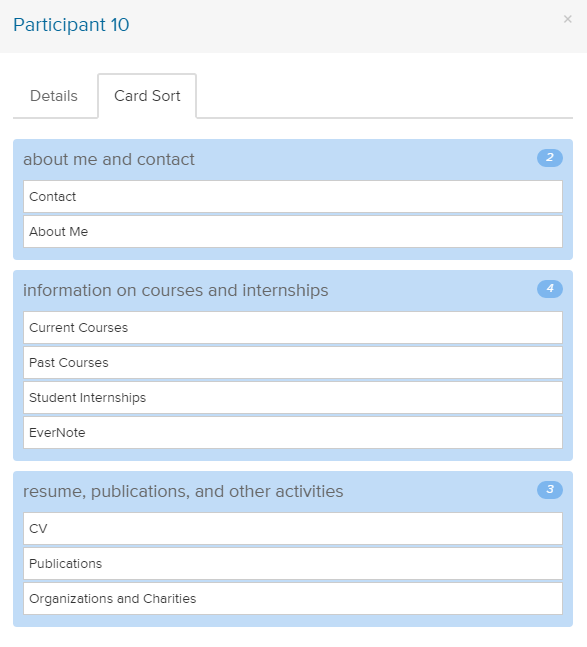 Participant 10
×
Details
Card Sort
about me and contact
2
Contact
About Me
information on courses and internships
4
Current Courses
Past Courses
Student Internships
EverNote
resume, publications, and other activities
3
CV
Publications
Organizations and Charities